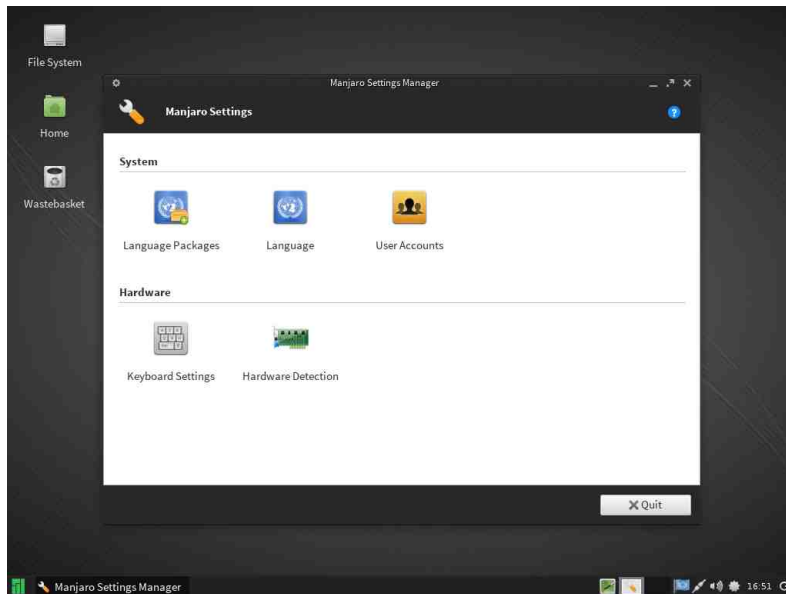 File System
Home
Wastebasket
Manjaro Settings Manager
Manjaro Settings
?
System
Language Packages
Language
User Accounts
Hardware
Keyboard Settings
Hardware Detection
Quit
Manjaro Settings Manager
16:51